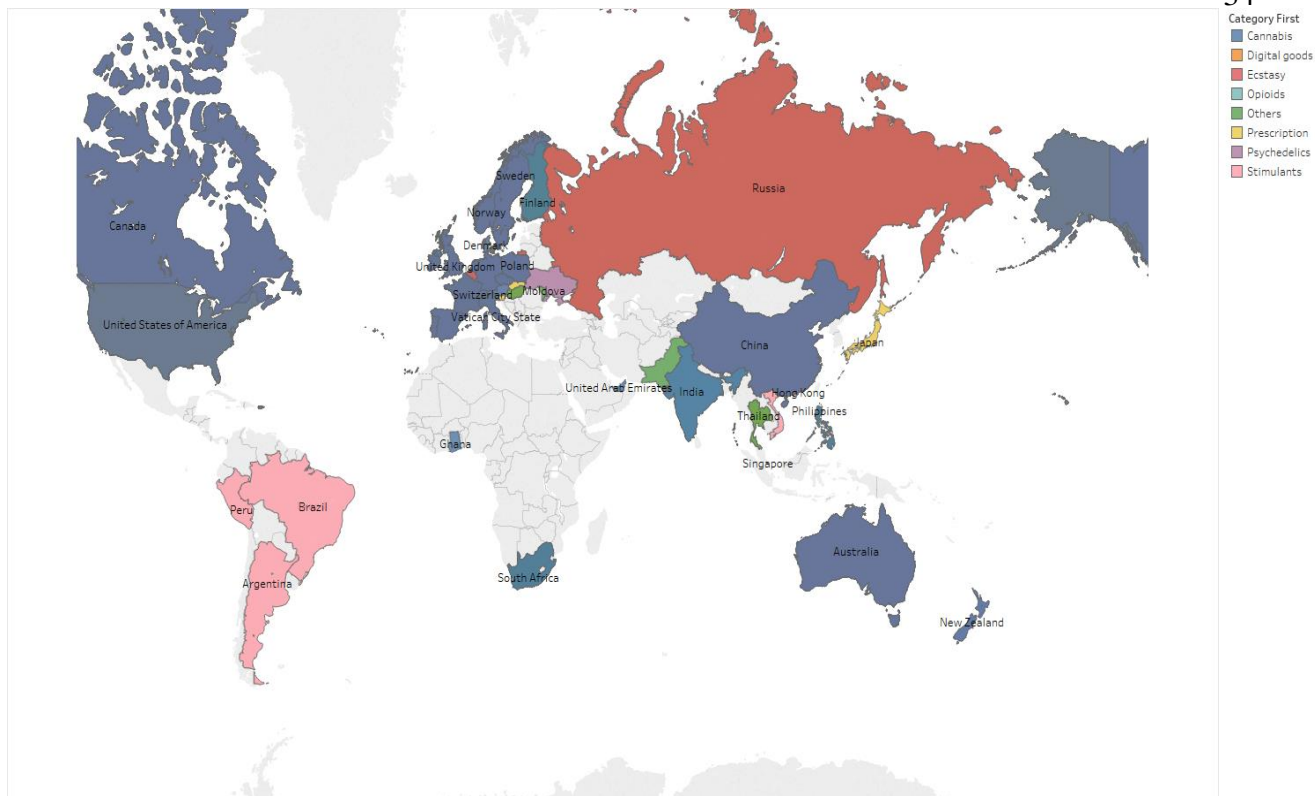 Category First
Cannabis
Digital goods
Ecstasy
Opioids
Others
Prescription
Psychedelics
Stimulants
Russia
Sweden
Finland
Norway
Canada
Denmark
United Kingdom
Poland
Switzerland
Moldova
Vatican City State
United States of America
China
Japan
United Arab Emirates
India
Hong Kong
Thailand
Philippines
Ghana
Singapore
Peru
Brazil
Australia
Argentina
South Africa
New Zealand